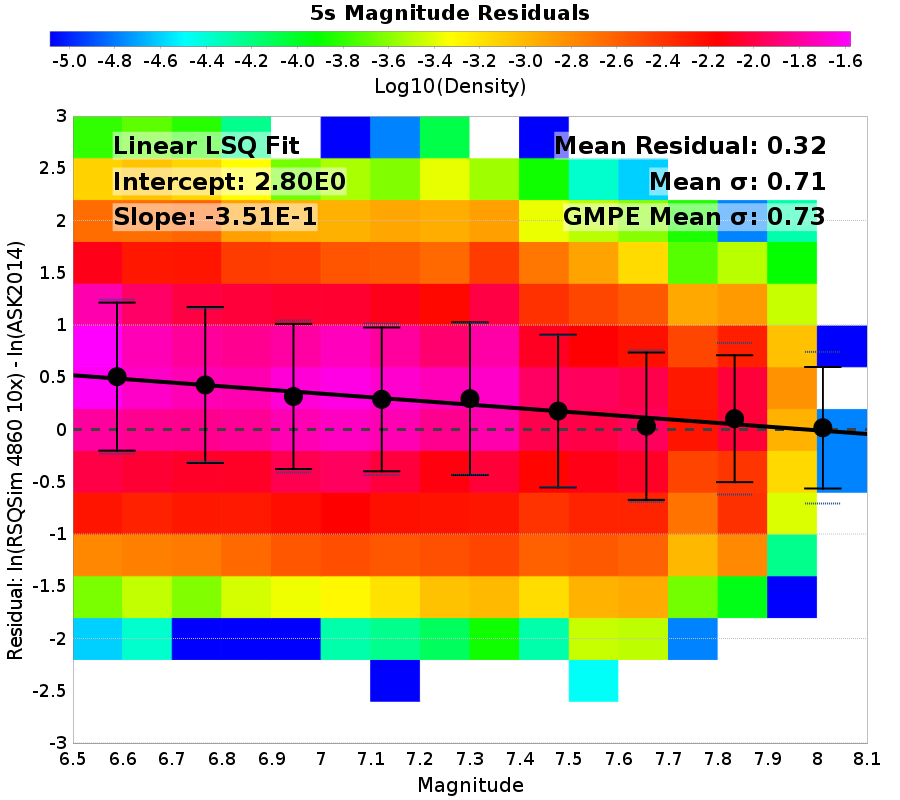 5s Magnitude Residuals
-5.0 -4.8 -4.6 -4.4 -4.2 -4.0 -3.8 -3.6 -3.4 -3.2 -3.0 -2.8 -2.6 -2.4 -2.2 -2.0 -1.8 -1.6
Log10(Density)
Linear LSQ Fit
Intercept: 2.80E0
Slope: -3.51E-1
Mean Residual: 0.32
Mean σ: 0.71
GMPE Mean σ: 0.73
Residual: ln(RSQSim 4860 10x) - ln(ASK2014)
3
2.5
2
1.5
1
0.5
0
-0.5
-1
-1.5
-2
-2.5
-3
6.5 6.6 6.7 6.8 6.9 7 7.1 7.2 7.3 7.4 7.5 7.6 7.7 7.8 7.9 8 8.1
Magnitude